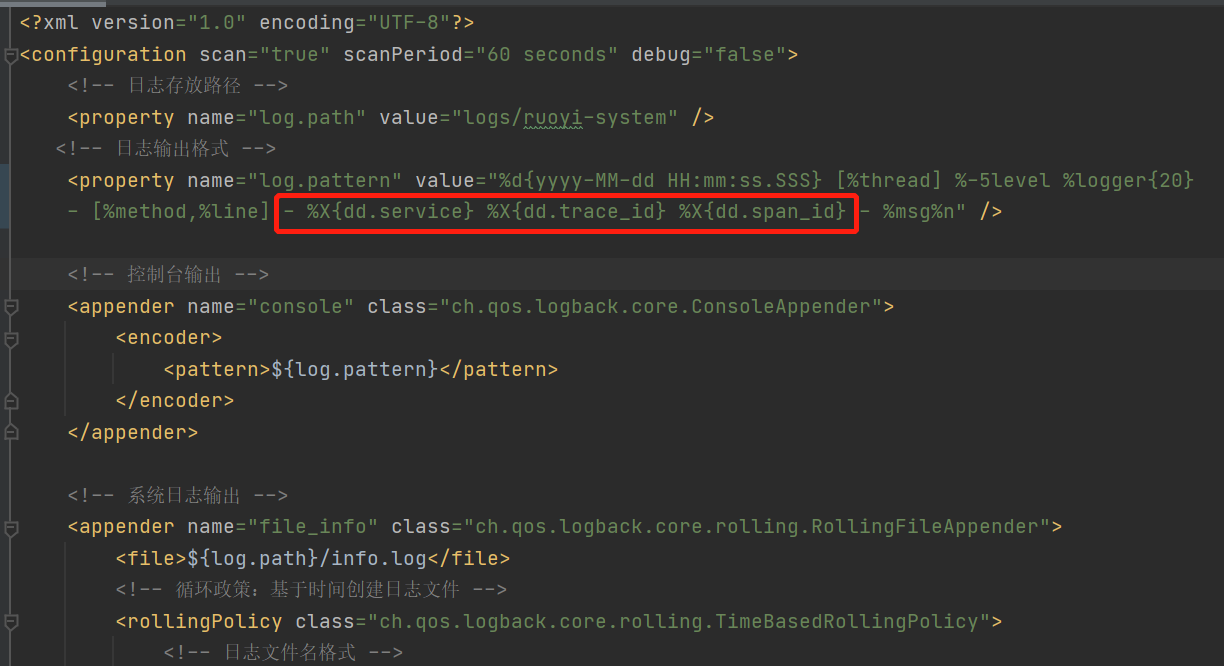 <?xml version="1.0" encoding="UTF-8"?>
<configuration scan="true" scanPeriod="60 seconds" debug="false">
<!-- 日志存放路径 -->
<property name="log.path" value="logs/ruoyi-system" />
<!-- 日志输出格式 -->
<property name="log.pattern" value="%d{yyyy-MM-dd HH:mm:ss.SSS} [%thread] %-5level %logger{20}
- [%method,%line] - %X{dd.service} %X{dd.trace_id} %X{dd.span_id} - %msg%n" />
<!-- 控制台输出 -->
<appender name="console" class="ch.qos.logback.core.ConsoleAppender">
<encoder>
<pattern>${log.pattern}</pattern>
</encoder>
</appender>
<!-- 系统日志输出 -->
<appender name="file_info" class="ch.qos.logback.core.rolling.RollingFileAppender">
<file>${log.path}/info.log</file>
<!-- 循环政策：基于时间创建日志文件 -->
<rollingPolicy class="ch.qos.logback.core.rolling.TimeBasedRollingPolicy">
<!-- 日志文件名格式 -->